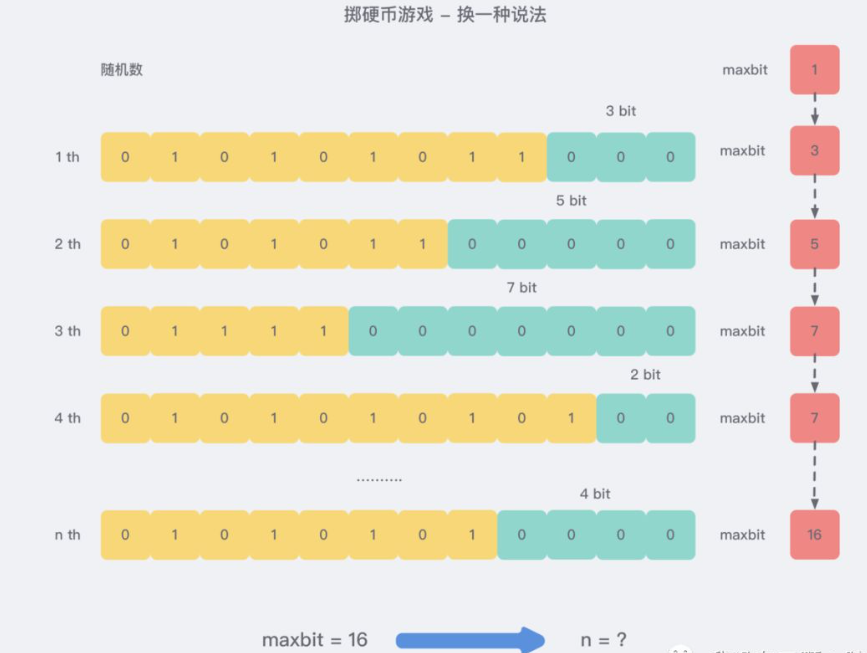 掷硬币游戏 – 换一种说法
随机数 maxbit 1
3 bit
1 th 0 1 0 1 0 1 0 1 1 0 0 0 maxbit 3
5 bit
2 th 0 1 0 1 0 1 1 0 0 0 0 0 maxbit 5
7 bit
3 th 0 1 1 1 1 0 0 0 0 0 0 0 maxbit 7
2 bit
4 th 0 1 0 1 0 1 0 1 0 1 0 0 maxbit 7
..........
4 bit
n th 0 1 0 1 0 1 0 1 0 0 0 0 maxbit 16
maxbit = 16 n = ?